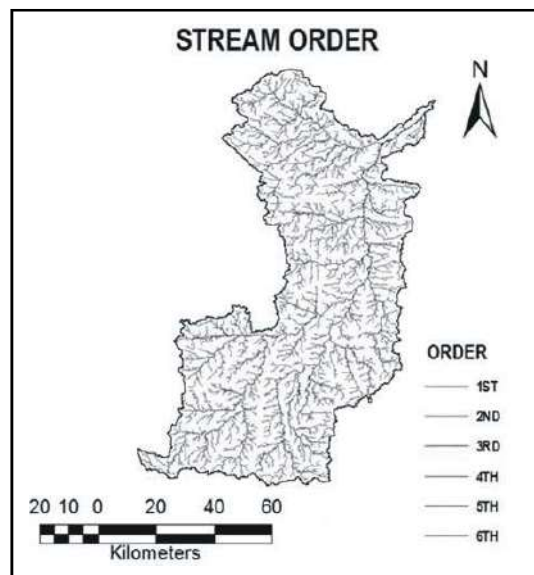 STREAM ORDER
N
ORDER
1ST
2ND
3RD
4TH
5TH
6TH
20 10 0 20 40 60
Kilometers